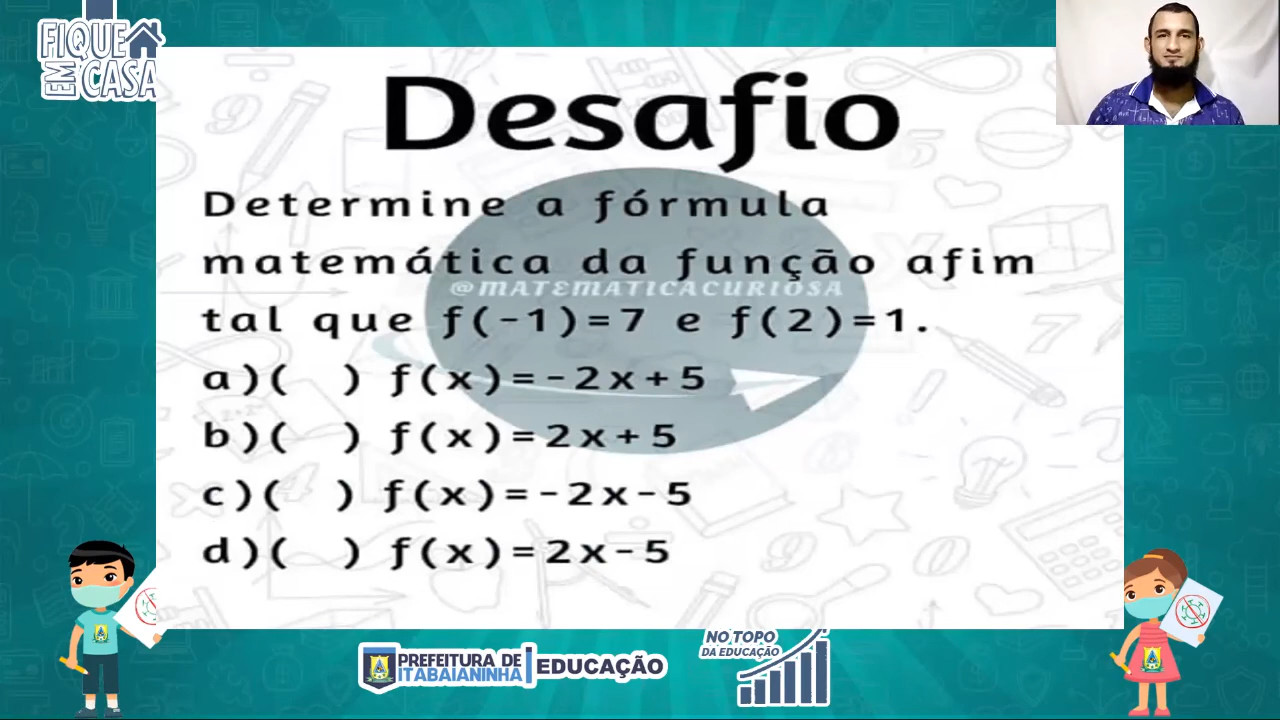 FIQUE
EM CASA
Desafio
Determine a fórmula
matemática da função afim
@MATEMATICACURIOSA
tal que f(-1)=7 e f(2)=1.
a)( ) f(x)=-2x+5
b)( ) f(x)=2x+5
c)( ) f(x)=-2x-5
d)( ) f(x)=2x-5
PREFEITURA DE
ITABAIANINHA
EDUCAÇÃO
NO TOPO
DA EDUCAÇÃO